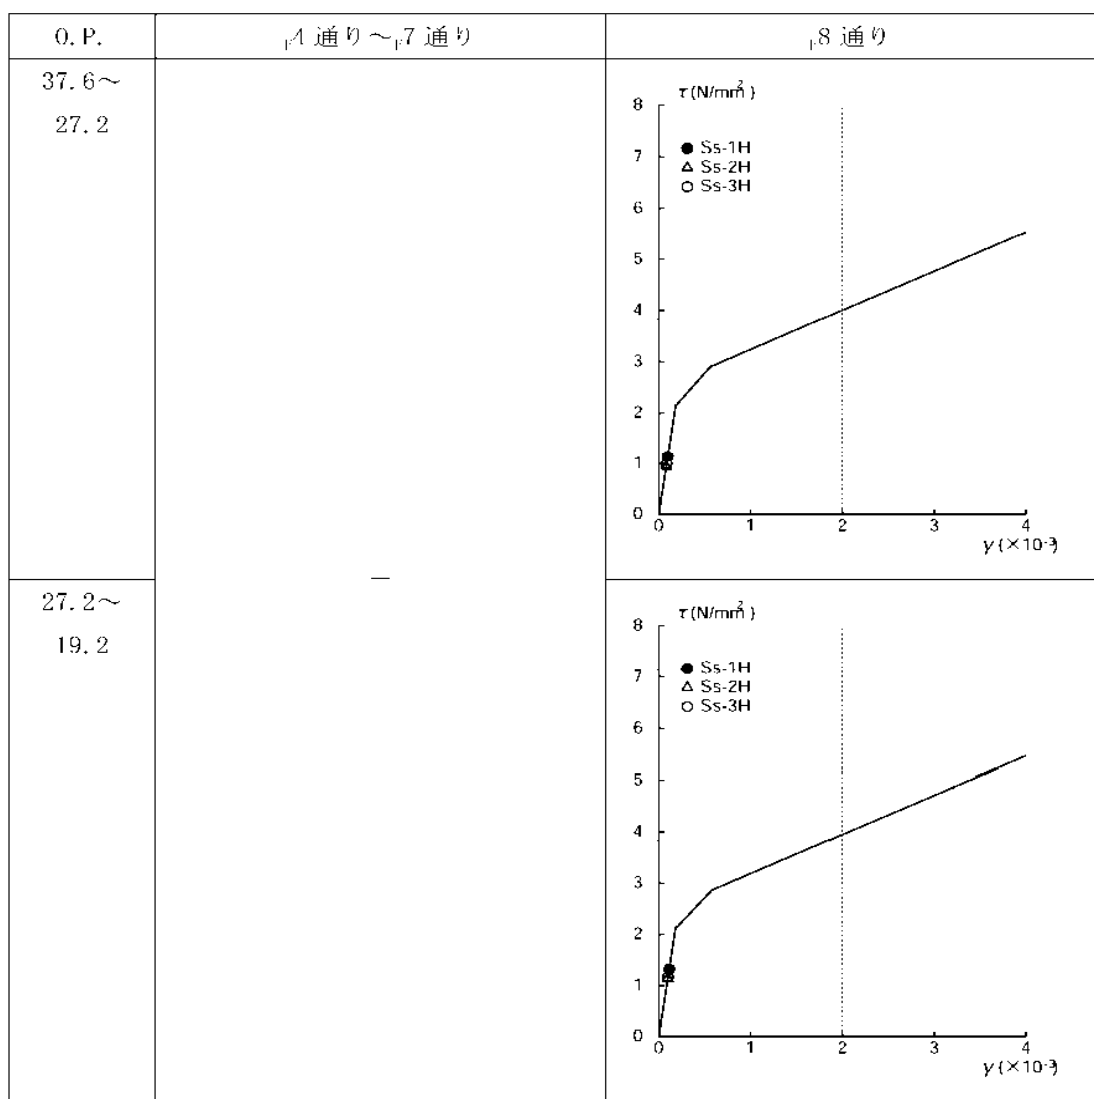 O.P.
F4 通り～F7 通り
F8 通り
37.6～
27.2
τ(N/mm²)
8
7
6
5
4
3
2
1
0
● Ss-1H
△ Ss-2H
○ Ss-3H
0 1 2 3 4
γ(×10⁻³)
—
27.2～
19.2
τ(N/mm²)
8
7
6
5
4
3
2
1
0
● Ss-1H
△ Ss-2H
○ Ss-3H
0 1 2 3 4
γ(×10⁻³)